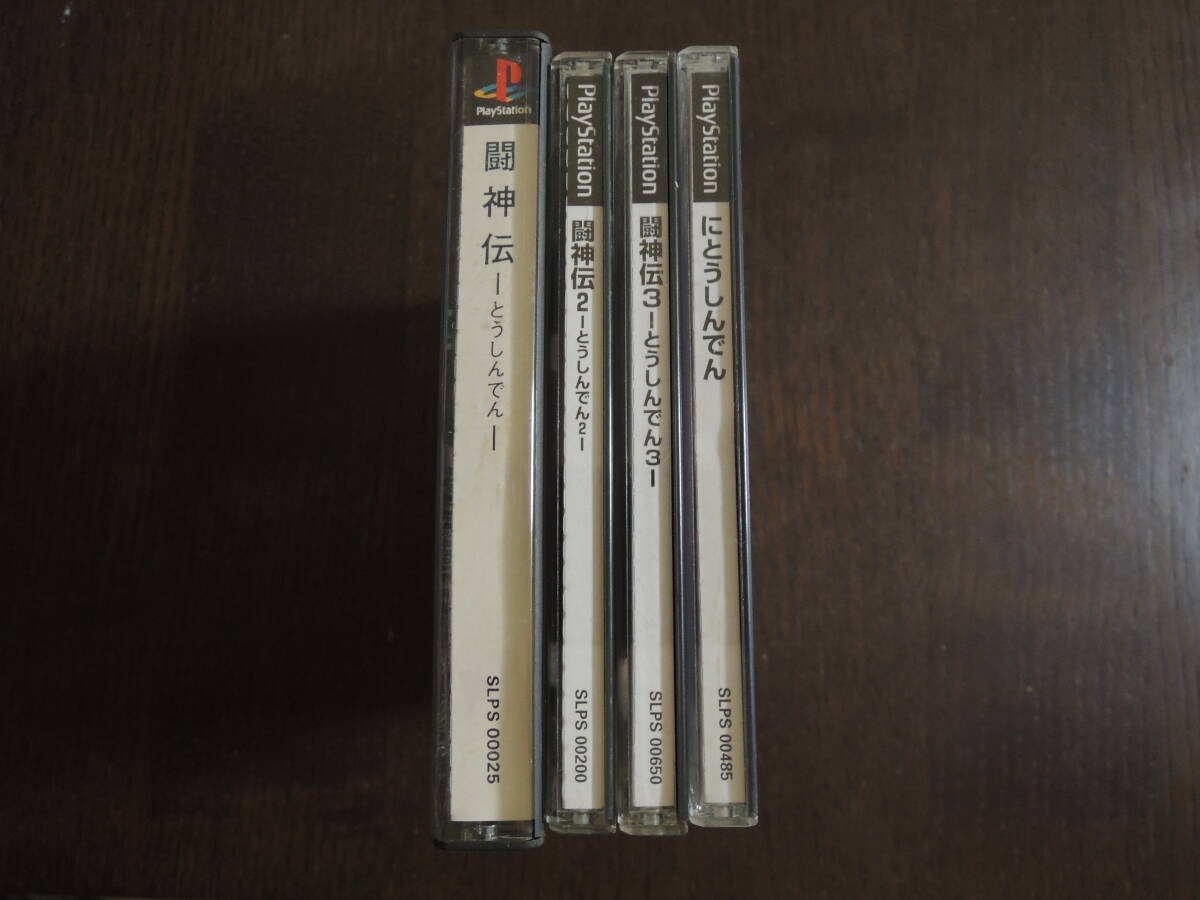 PlayStation
闘神伝ーとうしんでんー
SLPS 00025
PlayStation
闘神伝2ーとうしんでん2ー
SLPS 00200
PlayStation
闘神伝3ーとうしんでん3ー
SLPS 00650
PlayStation
にとうしんでん
SLPS 00485